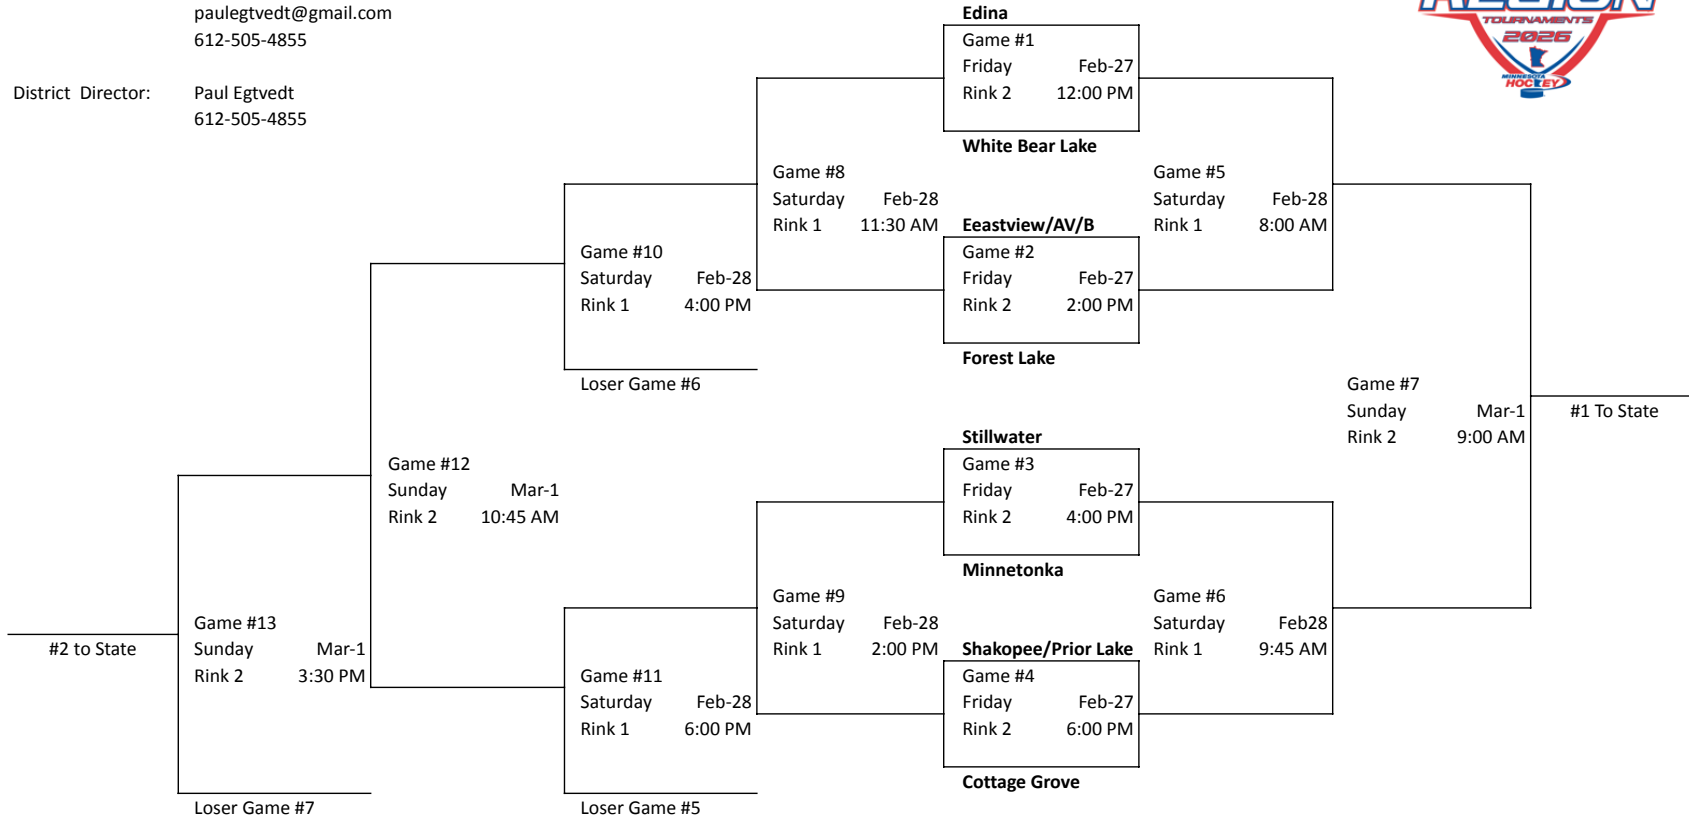 paulegtvedt@gmail.com
612-505-4855
District Director: Paul Egtvedt
612-505-4855
REGION
TOURNAMENTS
2026
MINNESOTA
HOCKEY
Edina
Game #1
Friday Feb-27
Rink 2 12:00 PM
White Bear Lake
Game #8
Saturday Feb-28
Rink 1 11:30 AM
Game #5
Saturday Feb-28
Rink 1 8:00 AM
Eeastview/AV/B
Game #2
Friday Feb-27
Rink 2 2:00 PM
Forest Lake
Game #10
Saturday Feb-28
Rink 1 4:00 PM
Loser Game #6
Game #7
Sunday Mar-1
Rink 2 9:00 AM
#1 To State
Stillwater
Game #3
Friday Feb-27
Rink 2 4:00 PM
Minnetonka
Game #12
Sunday Mar-1
Rink 2 10:45 AM
Game #9
Saturday Feb-28
Rink 1 2:00 PM
Game #6
Saturday Feb28
Rink 1 9:45 AM
Shakopee/Prior Lake
Game #4
Friday Feb-27
Rink 2 6:00 PM
Cottage Grove
Game #13
Sunday Mar-1
Rink 2 3:30 PM
#2 to State
Game #11
Saturday Feb-28
Rink 1 6:00 PM
Loser Game #7
Loser Game #5